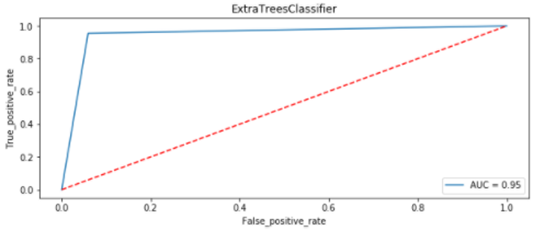 ExtraTreesClassifier
1.0
0.8
0.6
0.4
0.2
0.0
True_positive_rate
AUC = 0.95
0.0 0.2 0.4 0.6 0.8 1.0
False_positive_rate